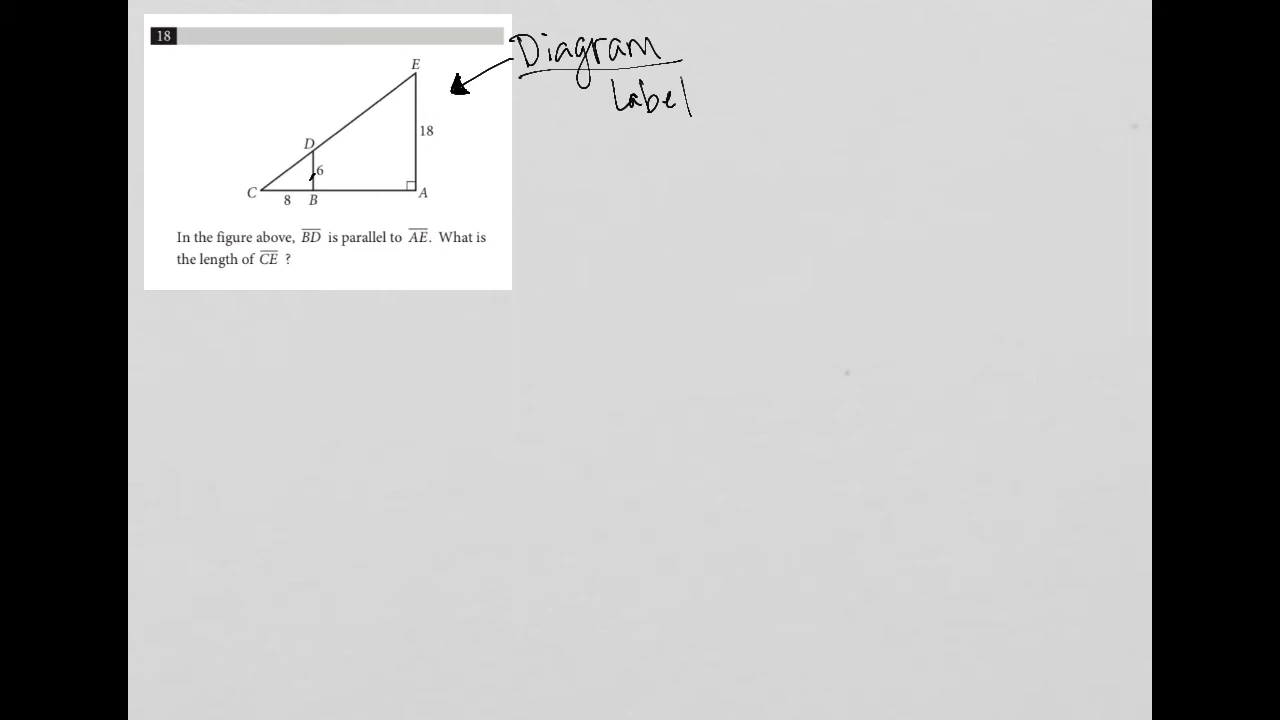 18
Diagram
Label
E
18
D
6
C
8
B
A
In the figure above, BD is parallel to AE. What is
the length of CE ?